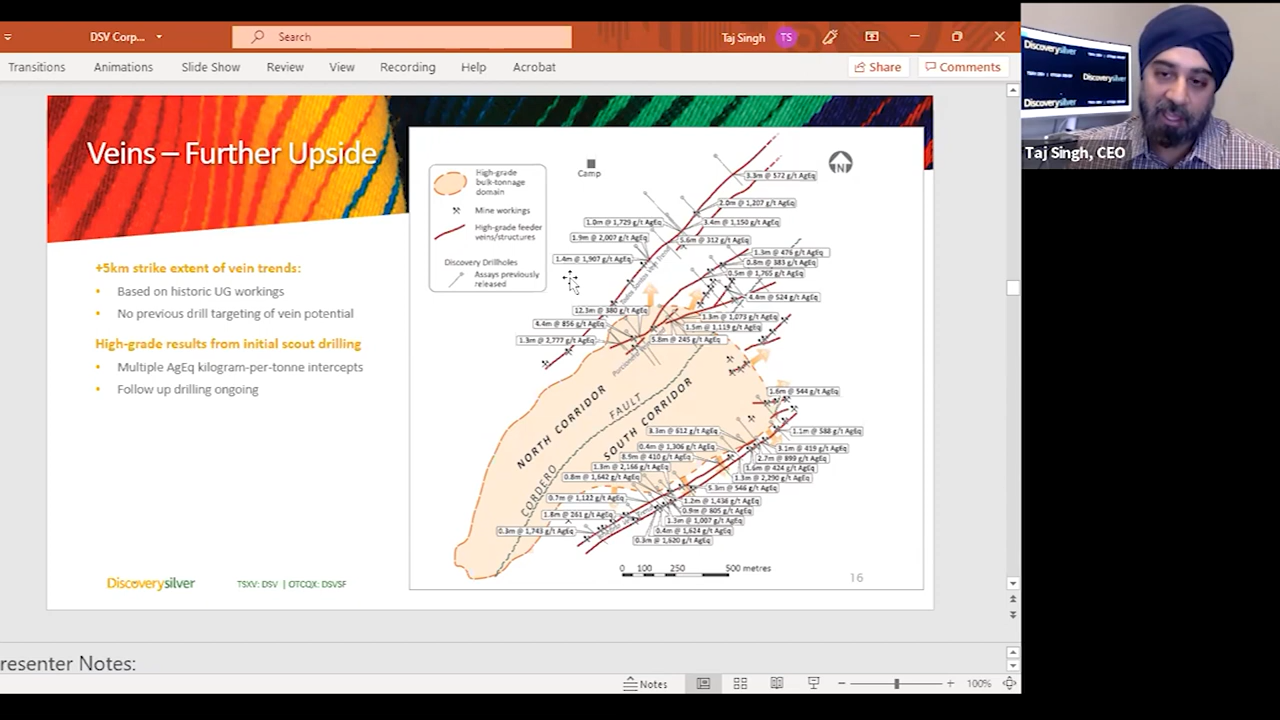 DSV Corp...
Search
Taj Singh
TS
Transitions
Animations
Slide Show
Review
View
Recording
Help
Acrobat
Share
Comments
Discoverysilver
Discoverysilver
Discoverysilver
Taj Singh, CEO
Veins – Further Upside
+5km strike extent of vein trends:
• Based on historic UG workings
• No previous drill targeting of vein potential
High-grade results from initial scout drilling
• Multiple AgEq kilogram-per-tonne intercepts
• Follow up drilling ongoing
High-grade
bulk-tonnage
domain
Mine workings
High-grade feeder
veins/structures
Discovery Drillholes
Assays previously
released
Camp
N
3.3m @ 572 g/t AgEq
2.0m @ 1,207 g/t AgEq
1.0m @ 1,729 g/t AgEq
3.4m @ 1,150 g/t AgEq
1.9m @ 2,007 g/t AgEq
5.6m @ 312 g/t AgEq
1.4m @ 1,907 g/t AgEq
1.3m @ 476 g/t AgEq
0.8m @ 383 g/t AgEq
0.5m @ 1,765 g/t AgEq
4.4m @ 524 g/t AgEq
12.3m @ 380 g/t AgEq
1.3m @ 1,073 g/t AgEq
4.4m @ 856 g/t AgEq
1.5m @ 1,119 g/t AgEq
1.3m @ 2,777 g/t AgEq
5.8m @ 245 g/t AgEq
NORTH CORRIDOR
CORDERO FAULT
SOUTH CORRIDOR
1.6m @ 544 g/t AgEq
3.3m @ 612 g/t AgEq
1.1m @ 588 g/t AgEq
0.4m @ 1,306 g/t AgEq
3.1m @ 419 g/t AgEq
8.9m @ 410 g/t AgEq
2.7m @ 899 g/t AgEq
1.3m @ 2,166 g/t AgEq
1.6m @ 424 g/t AgEq
0.8m @ 1,642 g/t AgEq
1.3m @ 2,290 g/t AgEq
5.3m @ 546 g/t AgEq
0.7m @ 1,122 g/t AgEq
1.2m @ 1,436 g/t AgEq
1.8m @ 261 g/t AgEq
0.9m @ 805 g/t AgEq
1.3m @ 1,007 g/t AgEq
0.3m @ 1,743 g/t AgEq
0.4m @ 1,624 g/t AgEq
0.3m @ 1,620 g/t AgEq
0 100 250 500 metres
Discoverysilver
TSXV: DSV | OTCQX: DSVSF
16
resenter Notes:
Notes
100%